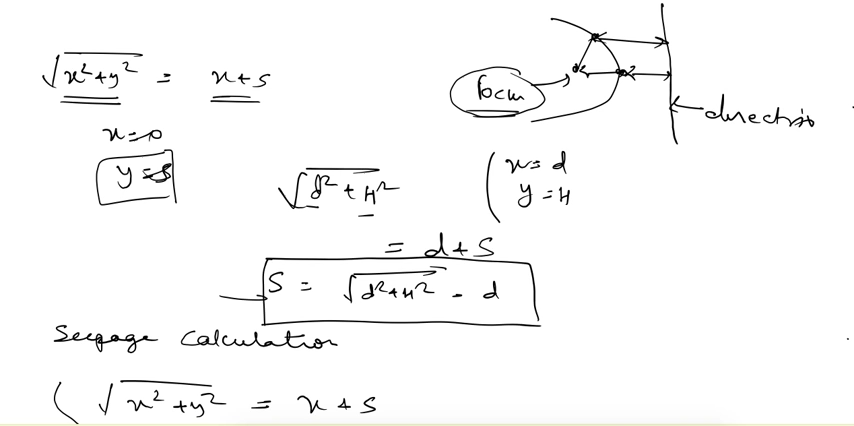 √x²+y² = x+s
focus
directrix
x=0
y=s
√d²+H²
x=d
y=H
= d+S
S = √d²+H² - d
Seepage Calculation
( √x²+y² = x+s